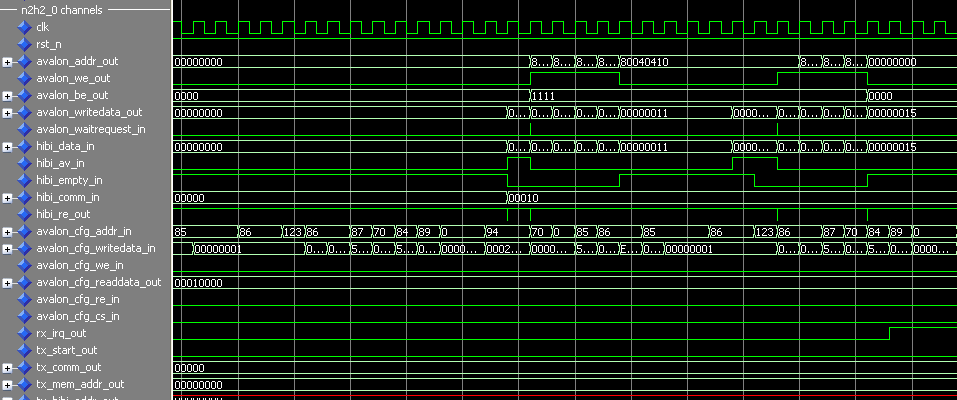 n2h2_0 channels
clk
rst_n
avalon_addr_out 00000000 8... 8... 8... 8... 80040410 8... 8... 8... 00000000
avalon_we_out
avalon_be_out 0000 1111 0000
avalon_writedata_out 00000000 0... 0... 0... 0... 0... 00000011 0000... 0... 0... 0... 0... 00000015
avalon_waitrequest_in
hibi_data_in 00000000 0... 0... 0... 0... 0... 00000011 0000... 0... 0... 0... 0... 00000015
hibi_av_in
hibi_empty_in
hibi_comm_in 00000 00010
hibi_re_out
avalon_cfg_addr_in 85 86 123 86 87 70 84 89 0 94 70 0 85 86 85 86 123 86 87 70 84 89 0
avalon_cfg_writedata_in 00000001 0... 0... 5... 0... 5... 0... 0000... 0002... 0000... 5... 0... E... 0... 00000001 0... 0... 5... 0... 5... 0... 0000...
avalon_cfg_we_in
avalon_cfg_readdata_out 00010000
avalon_cfg_re_in
avalon_cfg_cs_in
rx_irq_out
tx_start_out
tx_comm_out 00000
tx_mem_addr_out 00000000